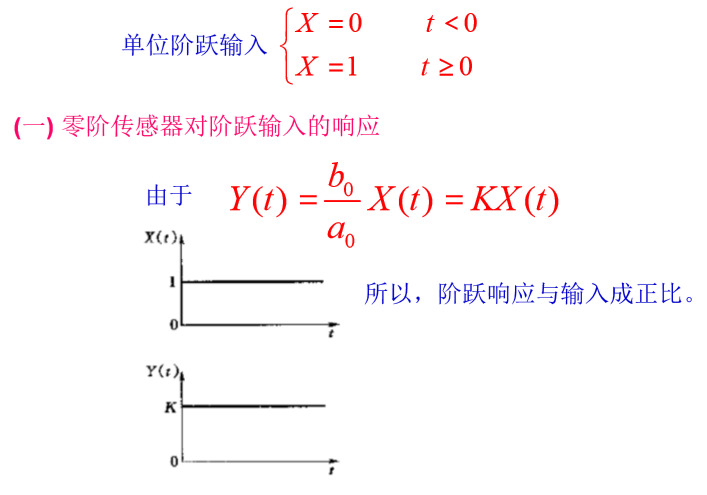 单位阶跃输入 { X = 0 t < 0
X = 1 t ≥ 0
(一) 零阶传感器对阶跃输入的响应
由于 Y(t) = b₀/a₀ X(t) = KX(t)
X(t)
1
0
t
所以，阶跃响应与输入成正比。
Y(t)
K
0
t